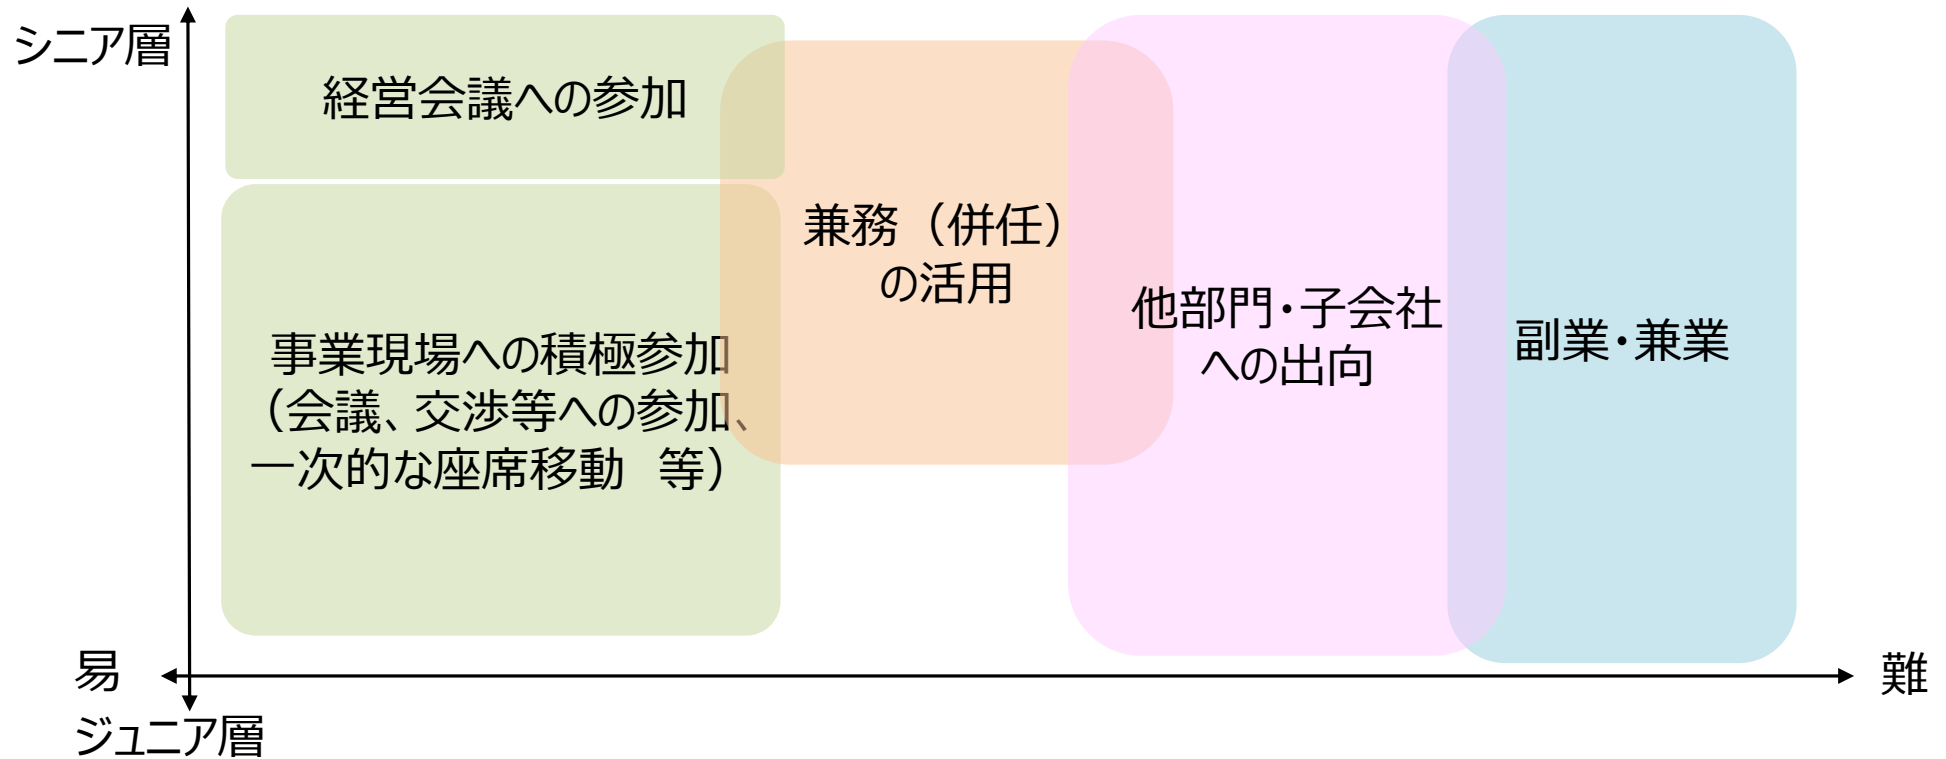 シニア層
経営会議への参加
兼務（併任）
の活用
他部門・子会社
への出向
副業・兼業
事業現場への積極参加
（会議、交渉等への参加、
一次的な座席移動　等）
易
難
ジュニア層